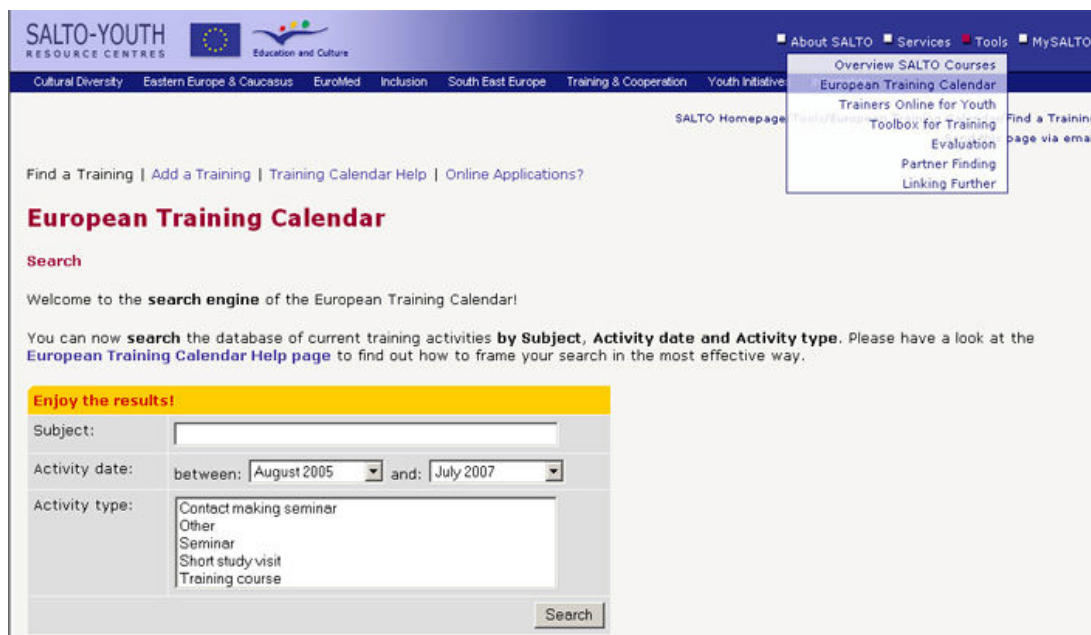 SALTO-YOUTH
RESOURCE CENTRES
Education and Culture
About SALTO Services Tools MySALTO
Cultural Diversity Eastern Europe & Caucasus EuroMed Inclusion South East Europe Training & Cooperation Youth Initiative
Overview SALTO Courses
European Training Calendar
Trainers Online for Youth
Toolbox for Training
Evaluation
Partner Finding
Linking Further
SALTO Homepage Find a Trainin
page via ema
Find a Training | Add a Training | Training Calendar Help | Online Applications?
European Training Calendar
Search
Welcome to the search engine of the European Training Calendar!
You can now search the database of current training activities by Subject, Activity date and Activity type. Please have a look at the
European Training Calendar Help page to find out how to frame your search in the most effective way.
Enjoy the results!
Subject:
Activity date: between: August 2005 and: July 2007
Activity type: Contact making seminar
Other
Seminar
Short study visit
Training course
Search